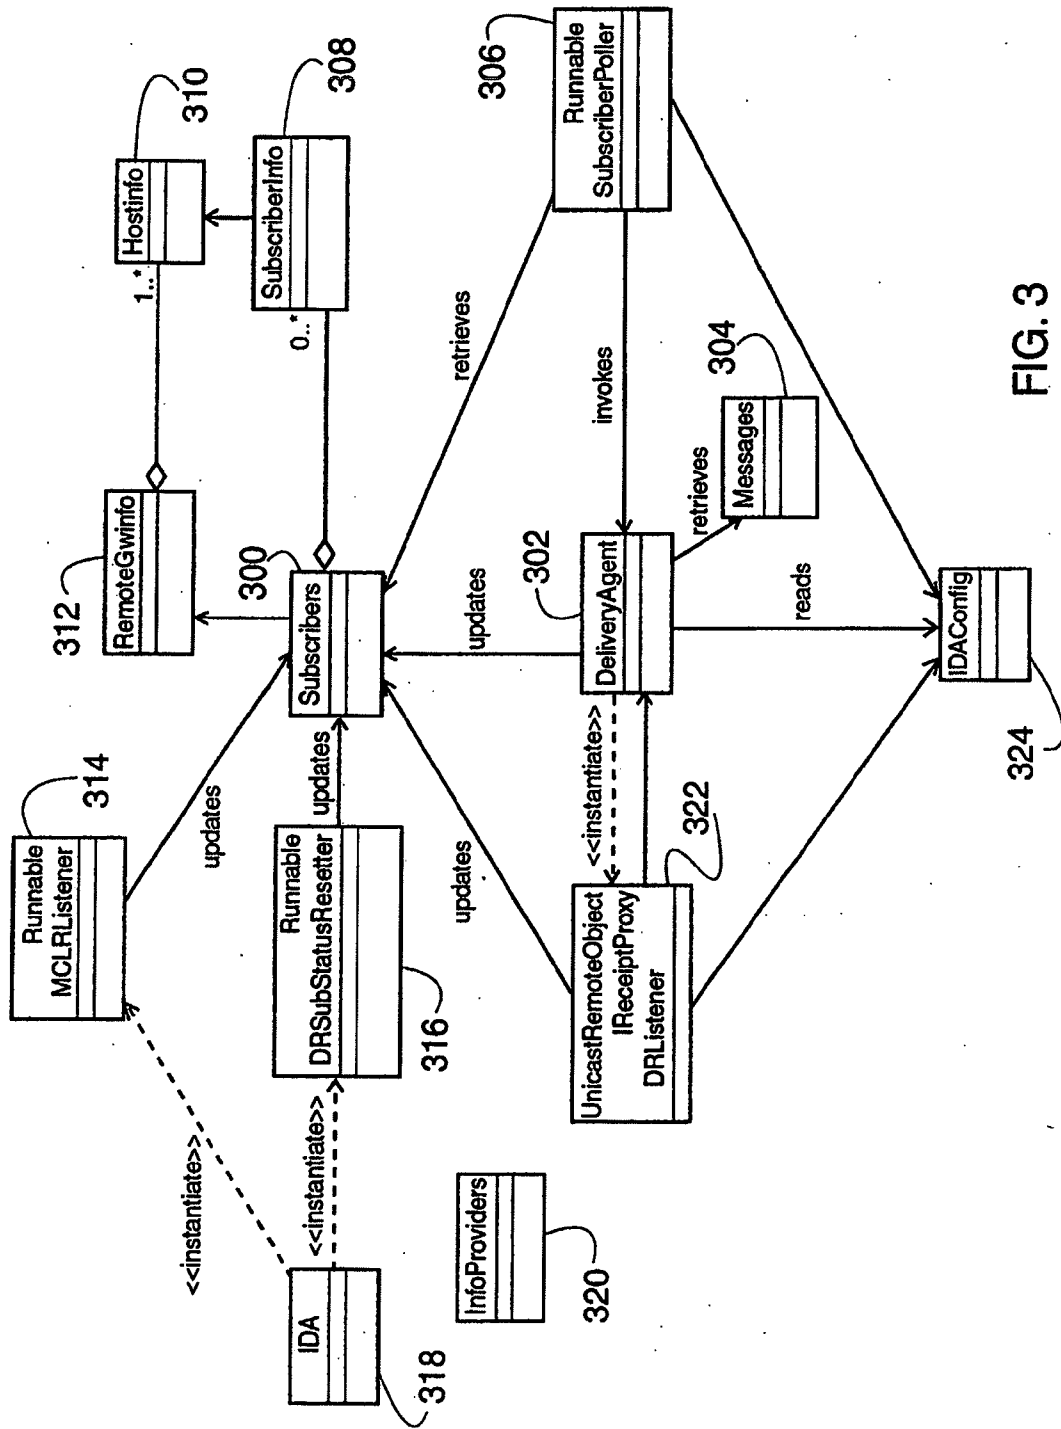 310
Hostinfo
1..*
308
SubscriberInfo
0..*
312
RemoteGwinfo
300
Subscribers
314
Runnable
MCLRListener
updates
<<instantiate>>
Runnable
DRSubStatusResetter
316
updates
<<instantiate>>
IDA
318
InfoProviders
320
306
Runnable
SubscriberPoller
retrieves
invokes
302
DeliveryAgent
updates
retrieves
304
Messages
<<instantiate>>
UnicastRemoteObject
IReceiptProxy
DRListener
322
updates
reads
IDAConfig
324
FIG. 3